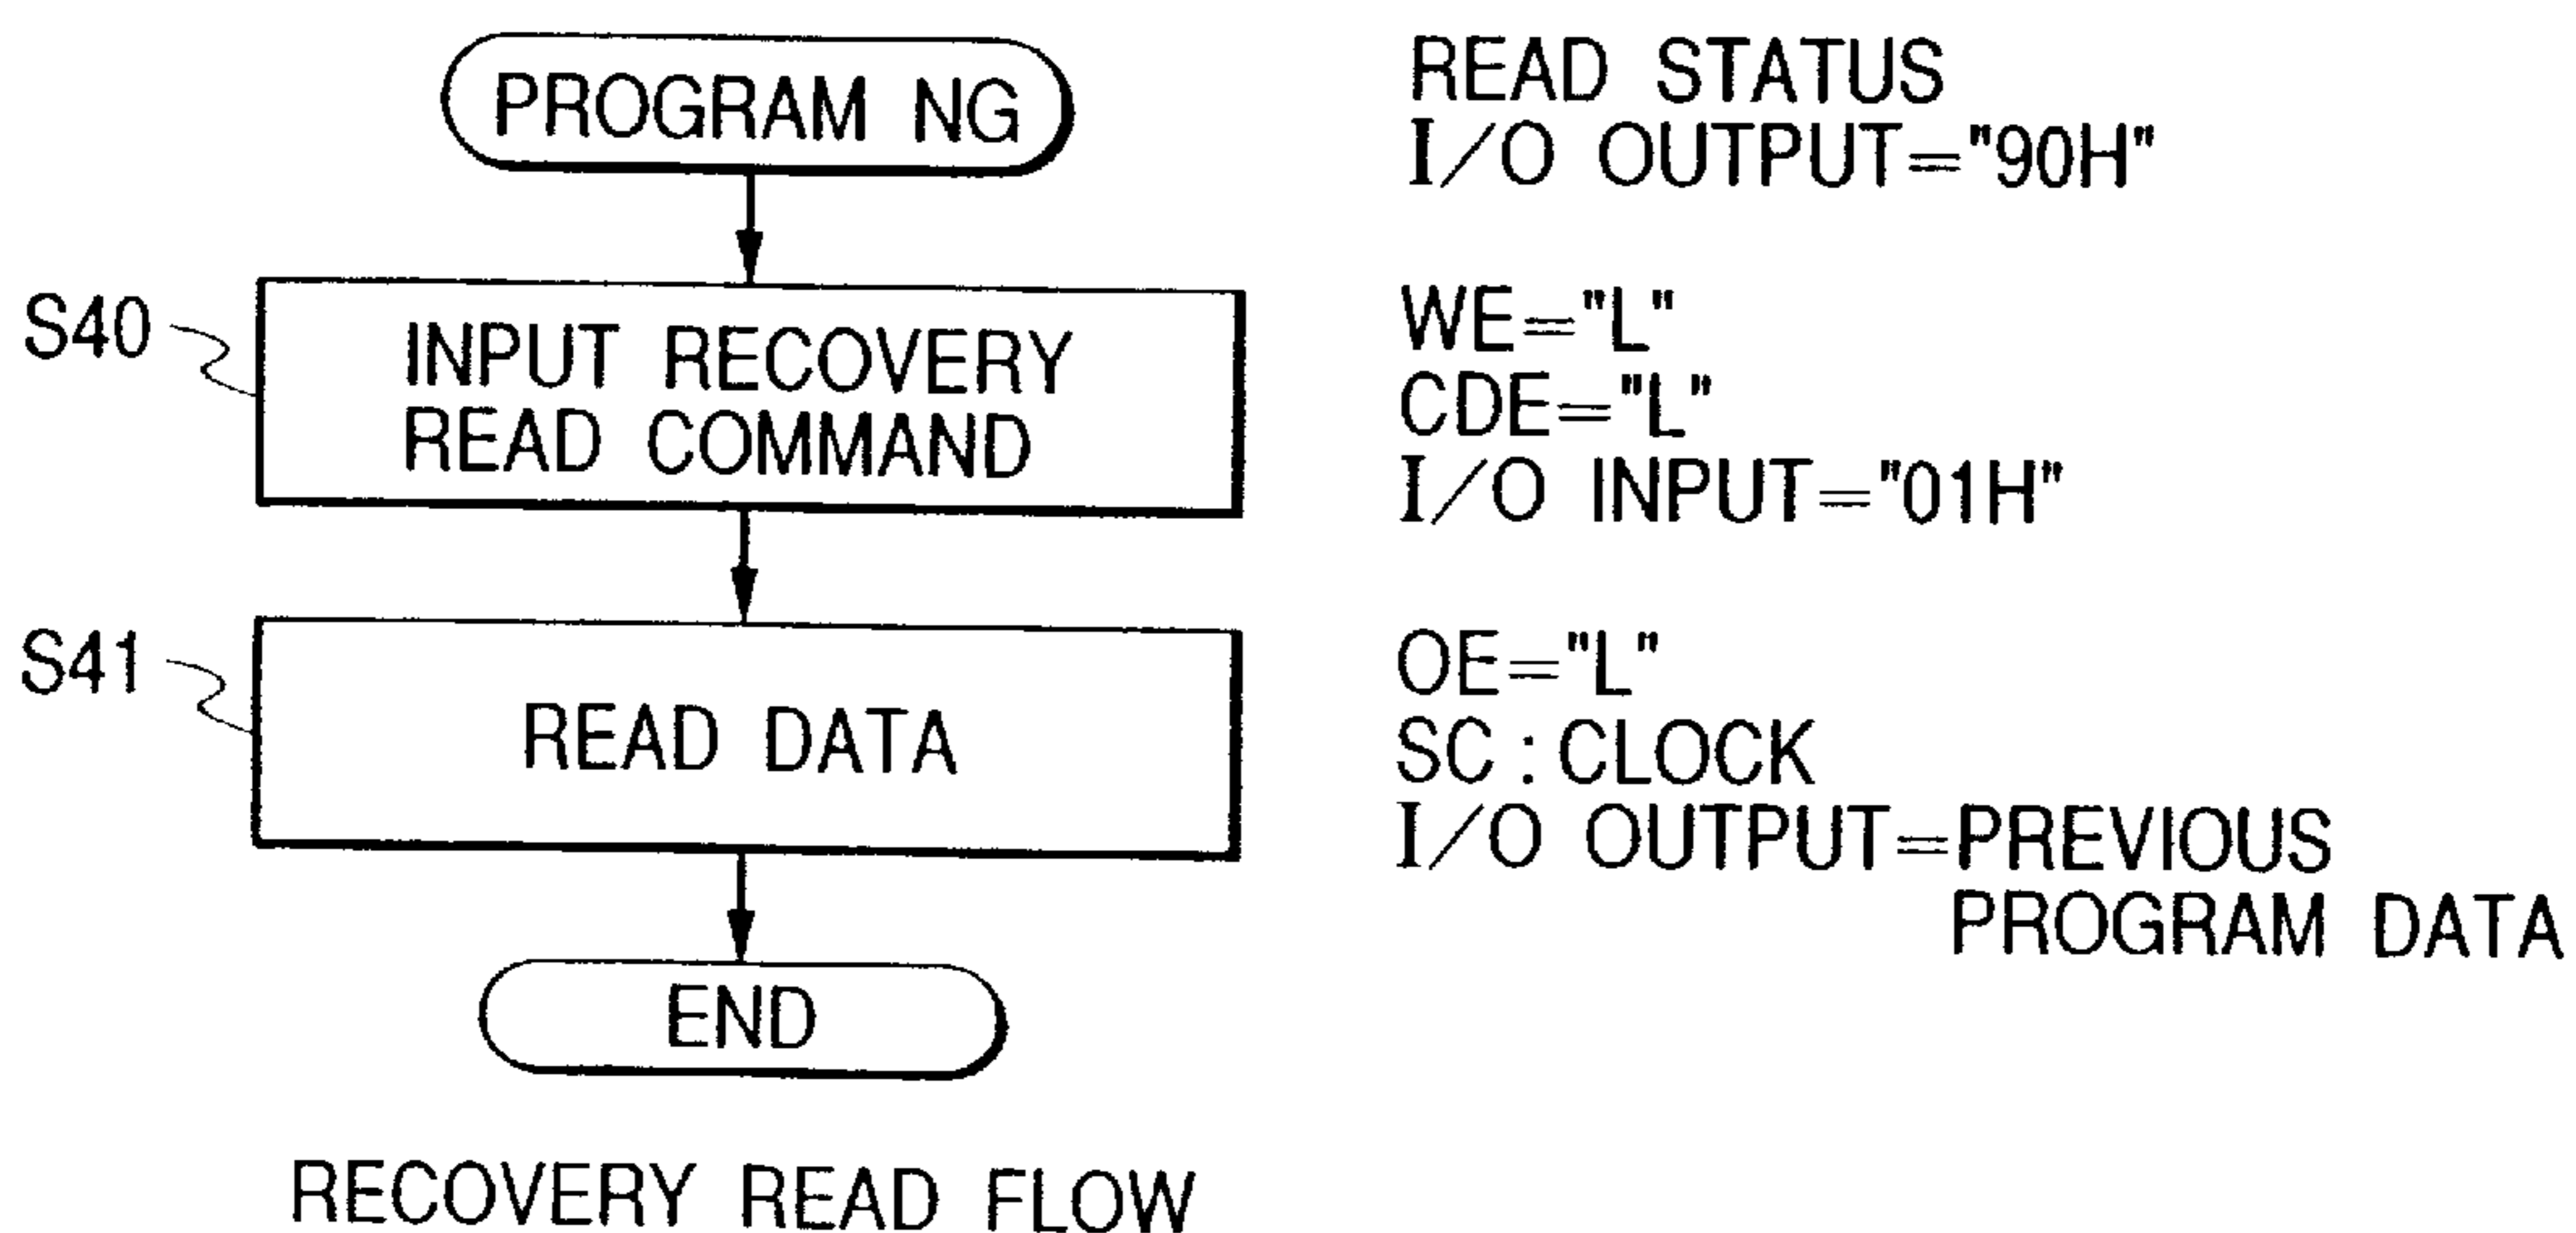 PROGRAM NG
READ STATUS
I/O OUTPUT="90H"
S40
INPUT RECOVERY
READ COMMAND
WE="L"
CDE="L"
I/O INPUT="01H"
S41
READ DATA
OE="L"
SC:CLOCK
I/O OUTPUT=PREVIOUS
PROGRAM DATA
END
RECOVERY READ FLOW